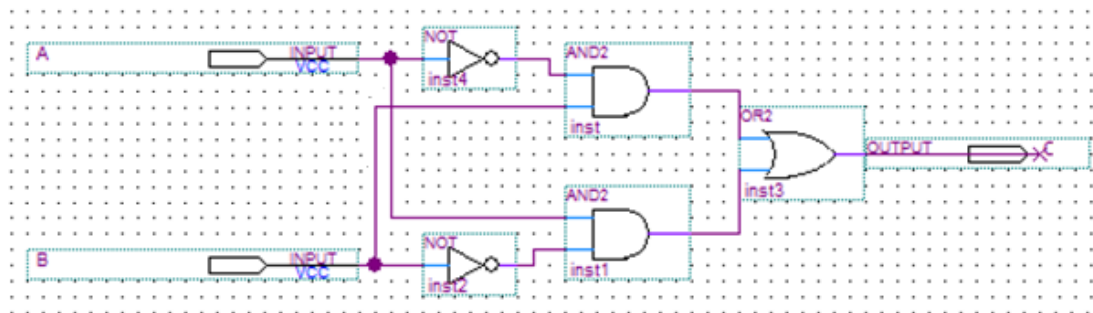 A
INPUT
VCC
NOT
inst4
AND2
inst
OR2
inst3
OUTPUT
C
AND2
inst1
B
INPUT
VCC
NOT
inst2